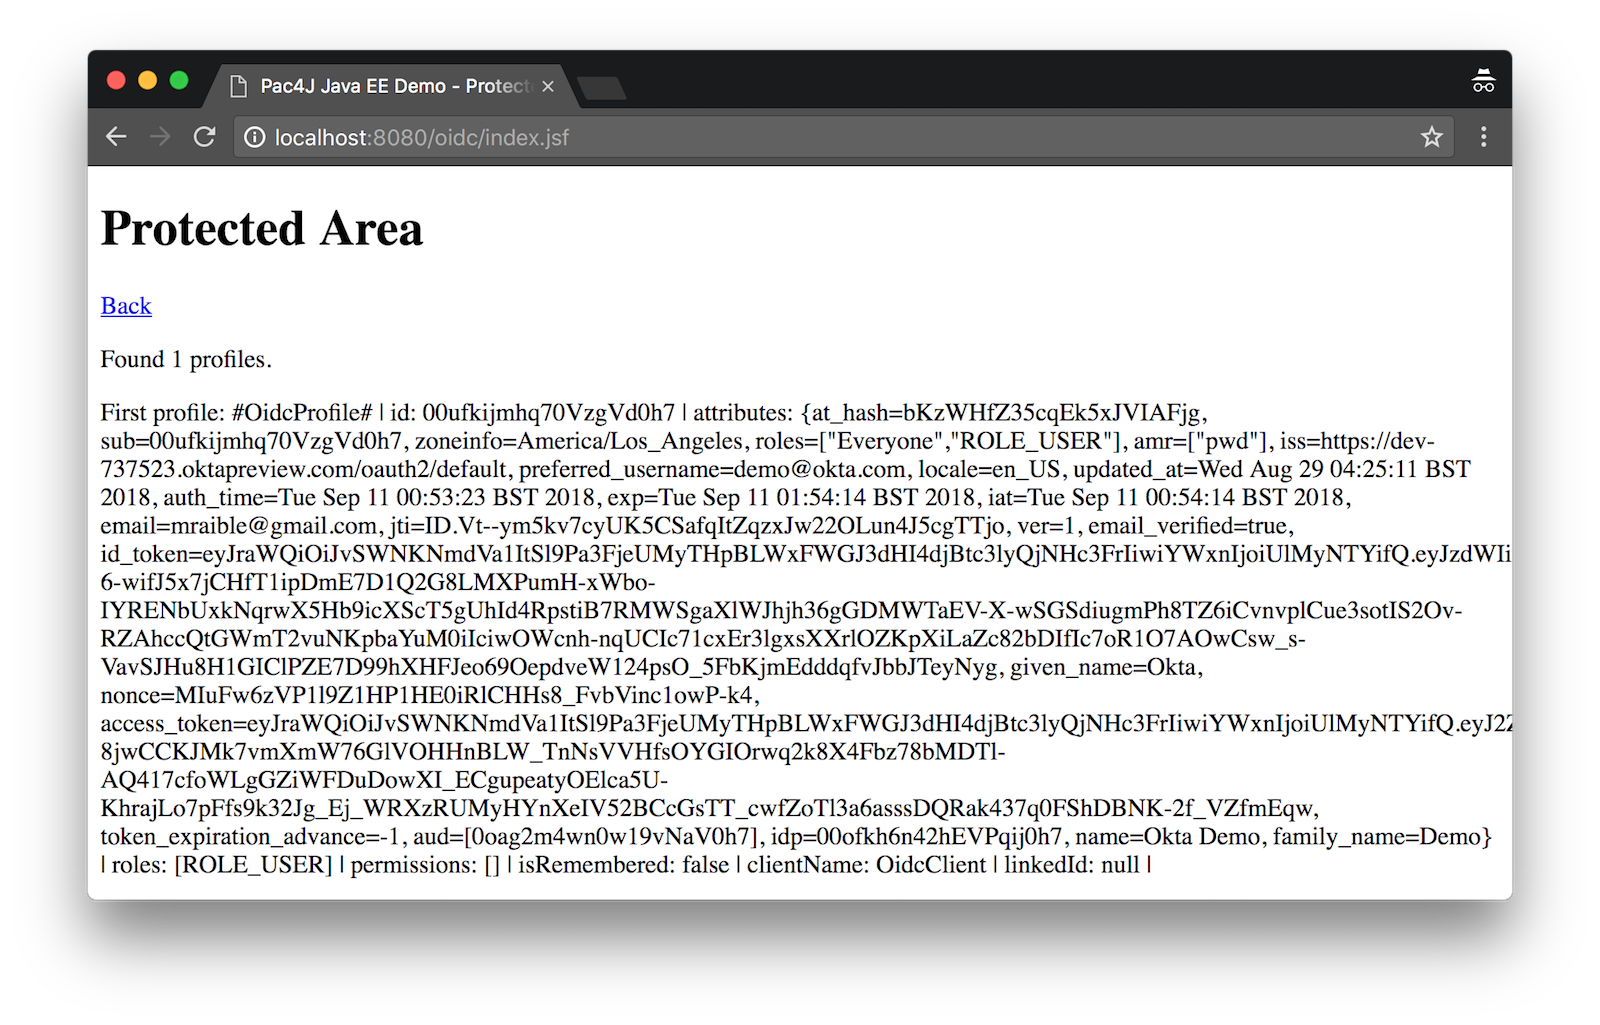 Pac4J Java EE Demo - Protect
localhost:8080/oidc/index.jsf
Protected Area
Back
Found 1 profiles.
First profile: #OidcProfile# | id: 00ufkijmhq70VzgVd0h7 | attributes: {at_hash=bKzWHfZ35cqEk5xJVIAFjg,
sub=00ufkijmhq70VzgVd0h7, zoneinfo=America/Los_Angeles, roles=["Everyone","ROLE_USER"], amr=["pwd"], iss=https://dev-
737523.oktapreview.com/oauth2/default, preferred_username=demo@okta.com, locale=en_US, updated_at=Wed Aug 29 04:25:11 BST
2018, auth_time=Tue Sep 11 00:53:23 BST 2018, exp=Tue Sep 11 01:54:14 BST 2018, iat=Tue Sep 11 00:54:14 BST 2018,
email=mraible@gmail.com, jti=ID.Vt--ym5kv7cyUK5CSafqItZqzxJw22OLun4J5cgTTjo, ver=1, email_verified=true,
id_token=eyJraWQiOiJvSWNKNmdVa1ItSl9Pa3FjeUMyTHpBLWxFWGJ3dHI4djBtc3lyQjNHc3FrIiwiYWxnIjoiUlMyNTYifQ.eyJzdWIi
6-wifJ5x7jCHfT1ipDmE7D1Q2G8LMXPumH-xWbo-
IYRENbUxkNqrwX5Hb9icXScT5gUhId4RpstiB7RMWSgaXlWJhjh36gGDMWTaEV-X-wSGSdiugmPh8TZ6iCvnvplCue3sotIS2Ov-
RZAhccQtGWmT2vuNKpbaYuM0iIciwOWcnh-nqUCIc71cxEr3lgxsXXrlOZKpXiLaZc82bDIfIc7oR1O7AOwCsw_s-
VavSJHu8H1GIClPZE7D99hXHFJeo69OepdveW124psO_5FbKjmEdddqfvJbbJTeyNyg, given_name=Okta,
nonce=MIuFw6zVP1l9Z1HP1HE0iRlCHHs8_FvbVinc1owP-k4,
access_token=eyJraWQiOiJvSWNKNmdVa1ItSl9Pa3FjeUMyTHpBLWxFWGJ3dHI4djBtc3lyQjNHc3FrIiwiYWxnIjoiUlMyNTYifQ.eyJ2Z
8jwCCKJMk7vmXmW76GlVOHHnBLW_TnNsVVHfsOYGIOrwq2k8X4Fbz78bMDTl-
AQ417cfoWLgGZiWFDuDowXI_ECgupeatyOElca5U-
KhrajLo7pFfs9k32Jg_Ej_WRXzRUMyHYnXeIV52BCcGsTT_cwfZoTl3a6asssDQRak437q0FShDBNK-2f_VZfmEqw,
token_expiration_advance=-1, aud=[0oag2m4wn0w19vNaV0h7], idp=00ofkh6n42hEVPqij0h7, name=Okta Demo, family_name=Demo}
| roles: [ROLE_USER] | permissions: [] | isRemembered: false | clientName: OidcClient | linkedId: null |